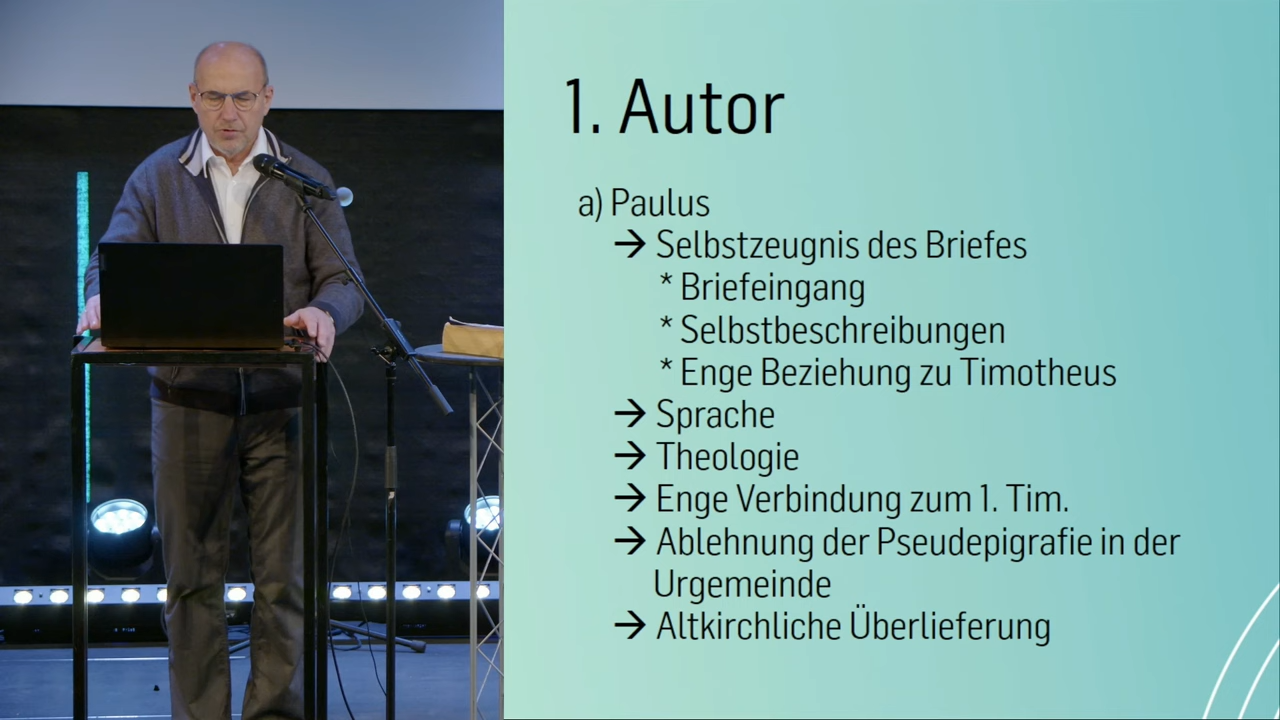 1. Autor
a) Paulus
→ Selbstzeugnis des Briefes
* Briefeingang
* Selbstbeschreibungen
* Enge Beziehung zu Timotheus
→ Sprache
→ Theologie
→ Enge Verbindung zum 1. Tim.
→ Ablehnung der Pseudepigrafie in der
Urgemeinde
→ Altkirchliche Überlieferung